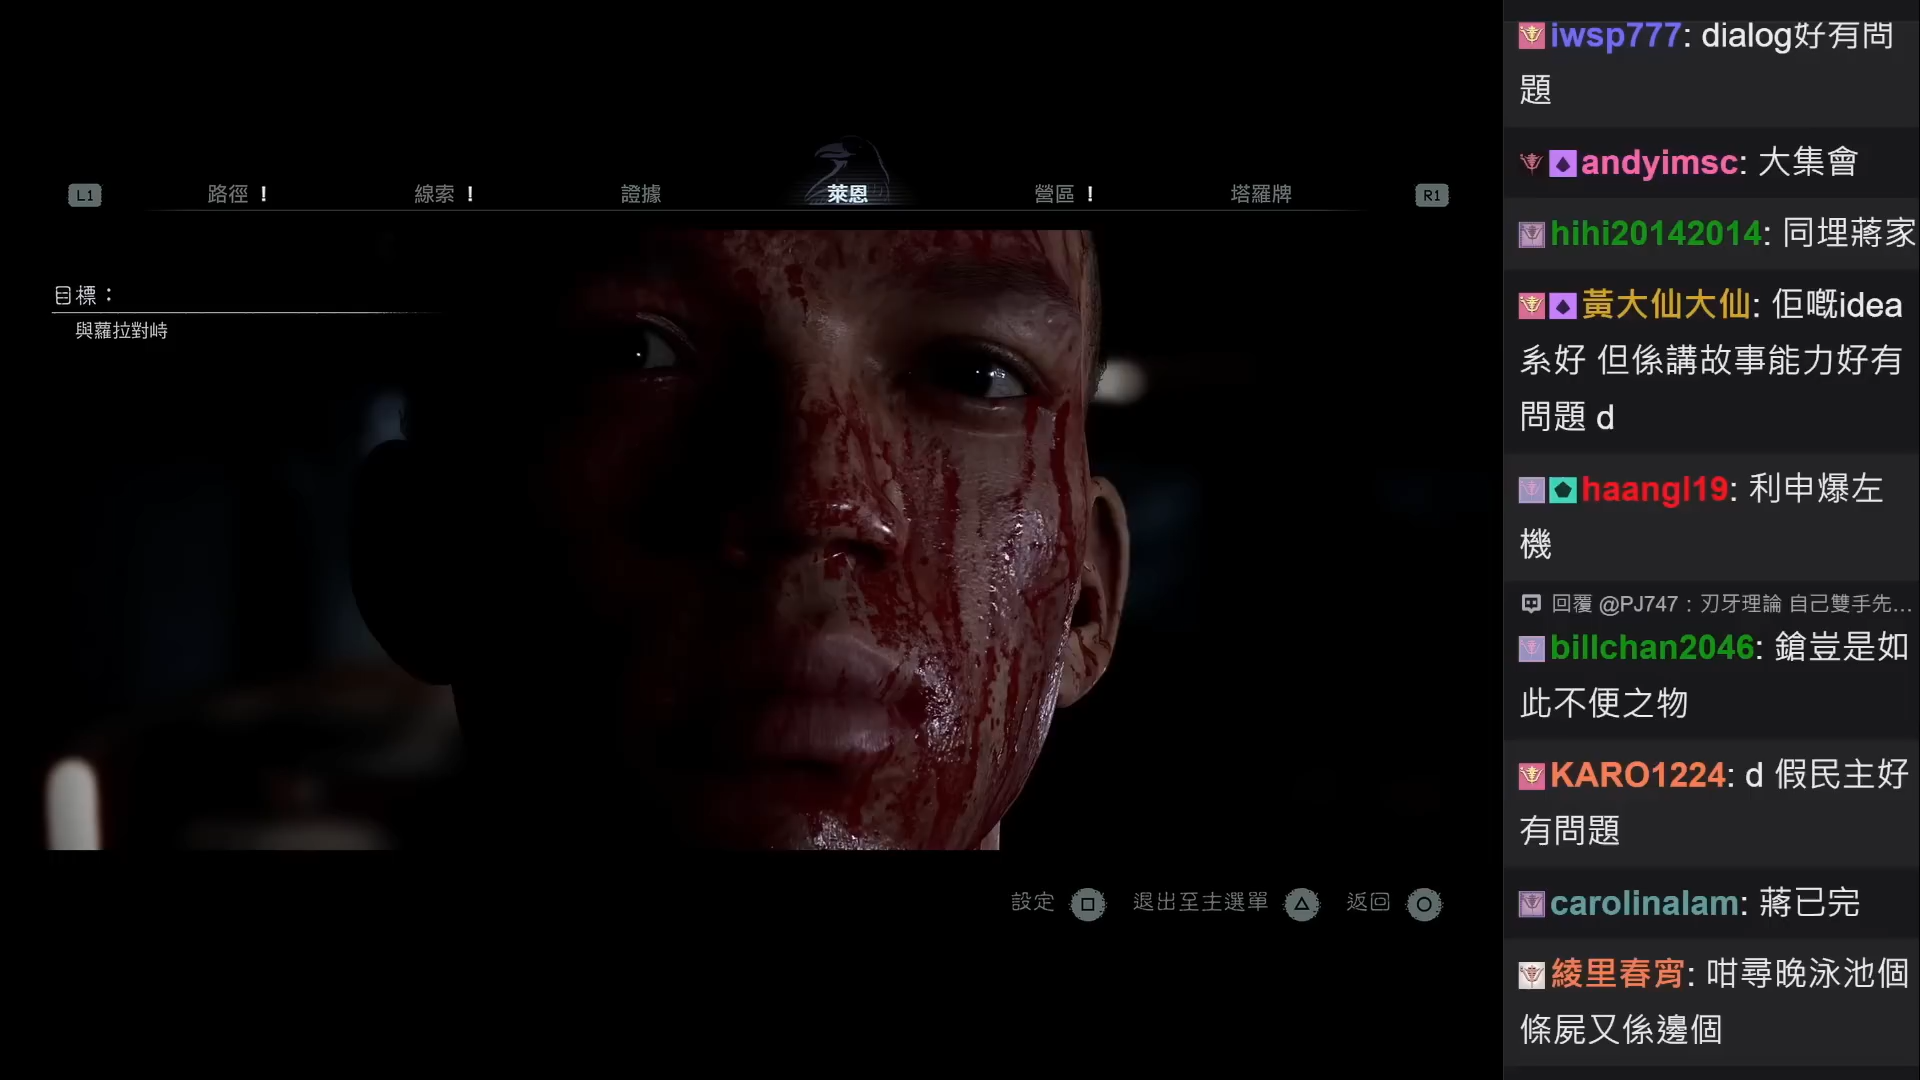 L1
路徑 !
線索 !
證據
萊恩
營區 !
塔羅牌
R1
目標：
與蘿拉對峙
設定
退出至主選單
返回
iwsp777: dialog好有問
題
andyimsc: 大集會
hihi20142014: 同埋蔣家
黃大仙大仙: 佢嘅idea
系好 但係講故事能力好有
問題 d
haangl19: 利申爆左
機
回覆 @PJ747：刃牙理論 自己雙手先...
billchan2046: 鎗豈是如
此不便之物
KARO1224: d 假民主好
有問題
carolinalam: 蔣已完
綾里春宵: 咁尋晚泳池個
條屍又係邊個